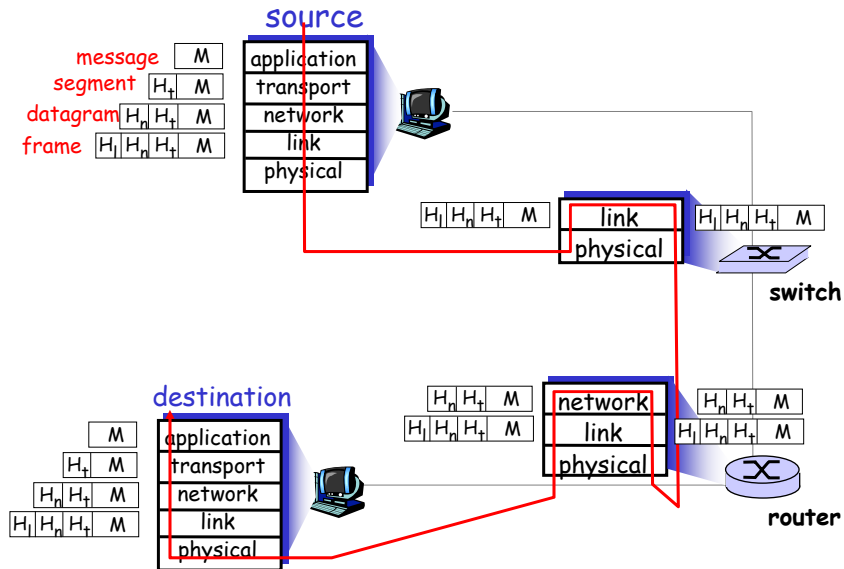 source
message M application
segment Ht M transport
datagram Hn Ht M network
frame Hl Hn Ht M link
physical
Hl Hn Ht M link Hl Hn Ht M
physical
switch
destination
Hn Ht M network Hn Ht M
Hl Hn Ht M link Hl Hn Ht M
physical
router
M application
Ht M transport
Hn Ht M network
Hl Hn Ht M link
physical